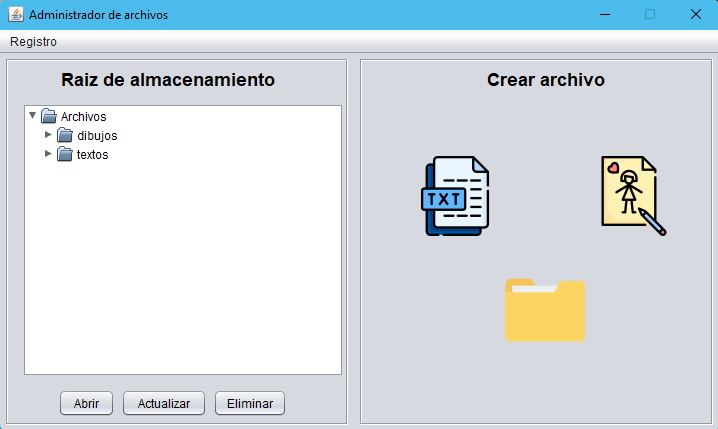 Administrador de archivos
Registro
Raiz de almacenamiento
Archivos
dibujos
textos
Abrir
Actualizar
Eliminar
Crear archivo
TXT